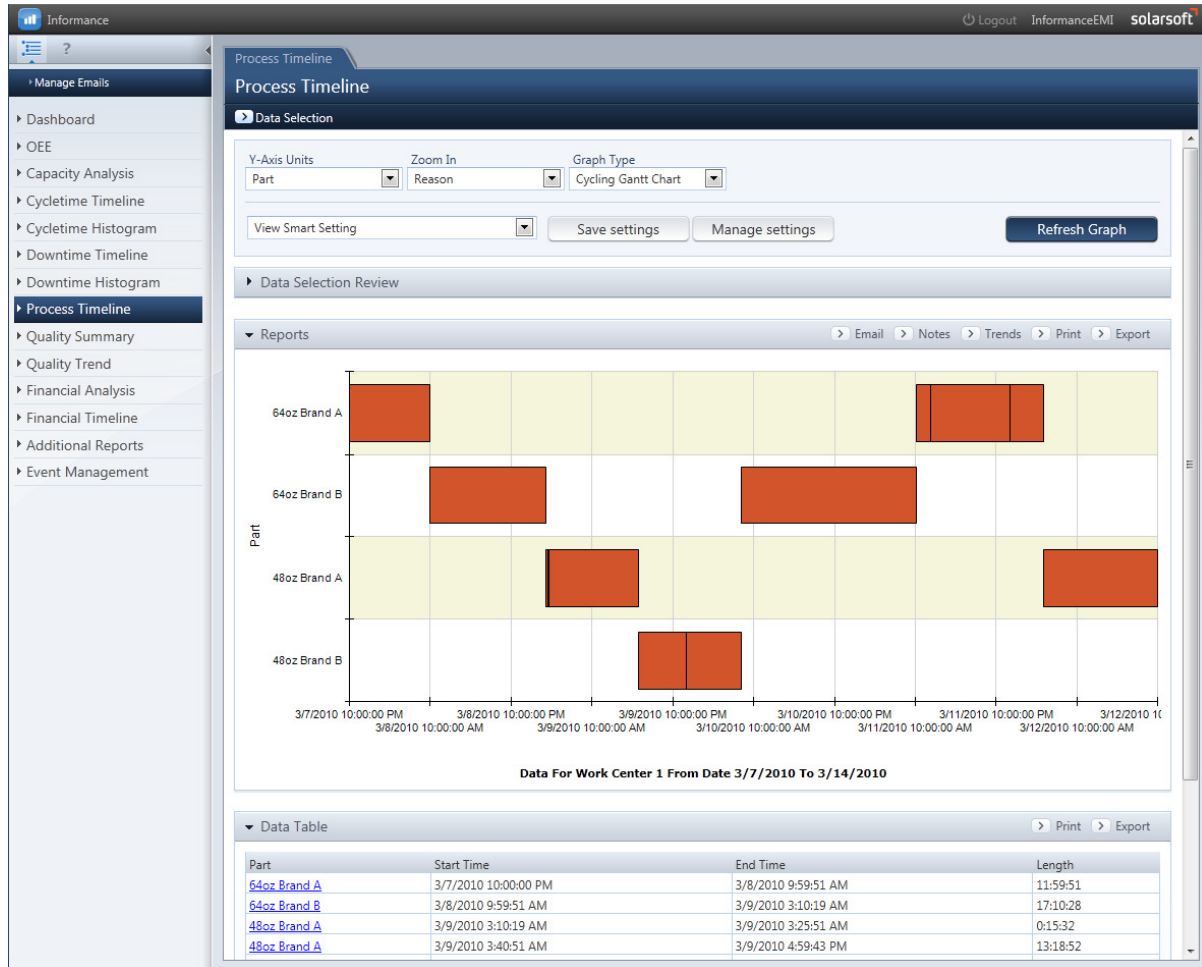 Informance
Logout InformanceEMI solarsoft
?
Manage Emails
Dashboard
OEE
Capacity Analysis
Cycletime Timeline
Cycletime Histogram
Downtime Timeline
Downtime Histogram
Process Timeline
Quality Summary
Quality Trend
Financial Analysis
Financial Timeline
Additional Reports
Event Management
Process Timeline
Process Timeline
Data Selection
Y-Axis Units Zoom In Graph Type
Part Reason Cycling Gantt Chart
View Smart Setting Save settings Manage settings Refresh Graph
Data Selection Review
Reports Email Notes Trends Print Export
64oz Brand A
64oz Brand B
48oz Brand A
48oz Brand B
Part
3/7/2010 10:00:00 PM 3/8/2010 10:00:00 PM 3/9/2010 10:00:00 PM 3/10/2010 10:00:00 PM 3/11/2010 10:00:00 PM 3/12/2010 1(
3/8/2010 10:00:00 AM 3/9/2010 10:00:00 AM 3/10/2010 10:00:00 AM 3/11/2010 10:00:00 AM 3/12/2010 10:00:00 AM
Data For Work Center 1 From Date 3/7/2010 To 3/14/2010
Data Table Print Export
Part Start Time End Time Length
64oz Brand A 3/7/2010 10:00:00 PM 3/8/2010 9:59:51 AM 11:59:51
64oz Brand B 3/8/2010 9:59:51 AM 3/9/2010 3:10:19 AM 17:10:28
48oz Brand A 3/9/2010 3:10:19 AM 3/9/2010 3:25:51 AM 0:15:32
48oz Brand A 3/9/2010 3:40:51 AM 3/9/2010 4:59:43 PM 13:18:52